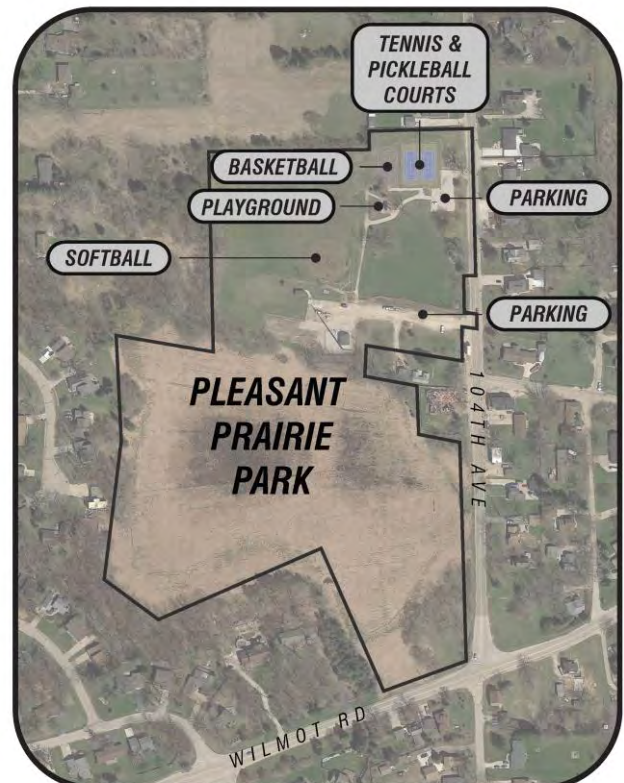 TENNIS &
PICKLEBALL
COURTS
BASKETBALL
PLAYGROUND
PARKING
SOFTBALL
PARKING
PLEASANT
PRAIRIE
PARK
104TH AVE
WILMOT RD